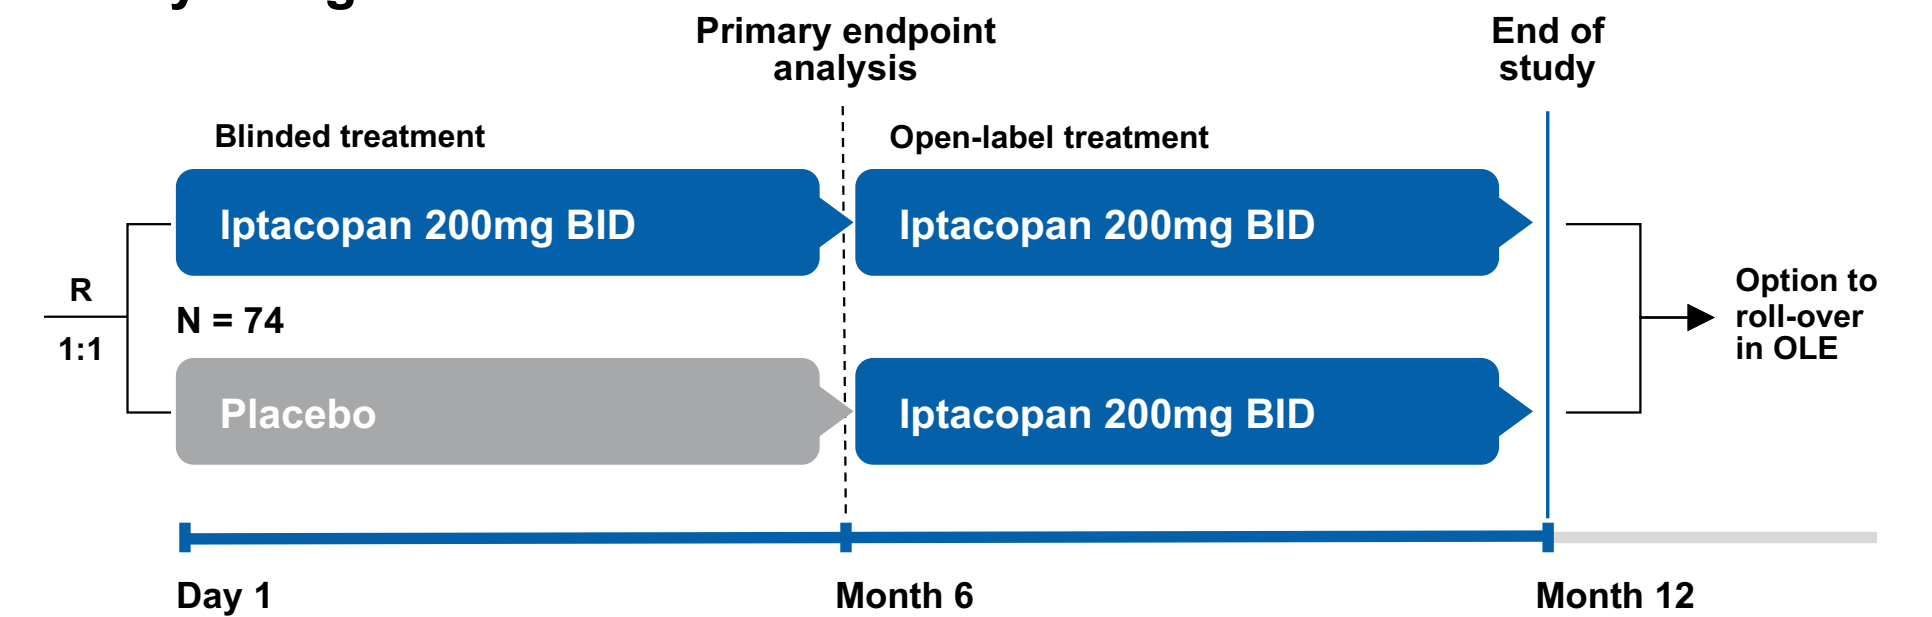 Primary endpoint
analysis
End of
study
Blinded treatment
Open-label treatment
Iptacopan 200mg BID
Iptacopan 200mg BID
R
1:1
N = 74
Option to
roll-over
in OLE
Placebo
Iptacopan 200mg BID
Day 1
Month 6
Month 12